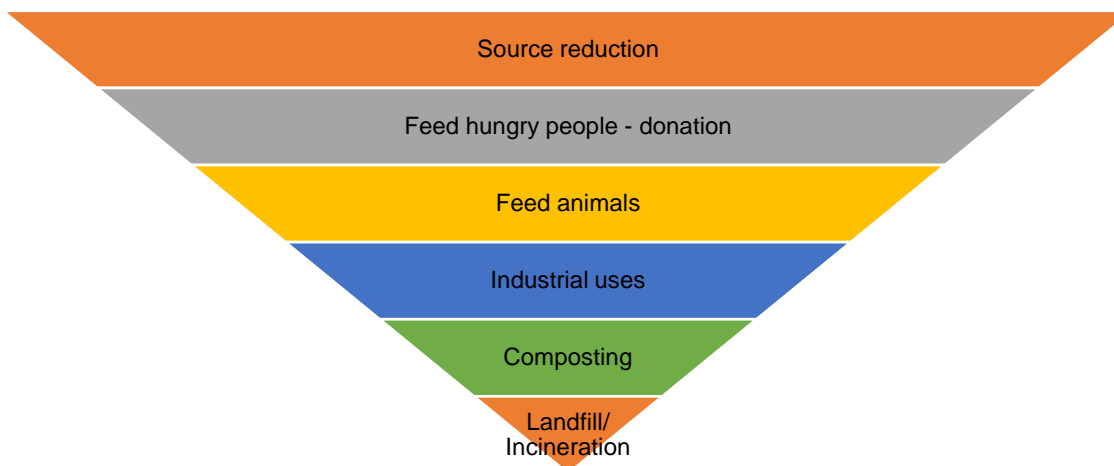 Source reduction
Feed hungry people - donation
Feed animals
Industrial uses
Composting
Landfill/
Incineration